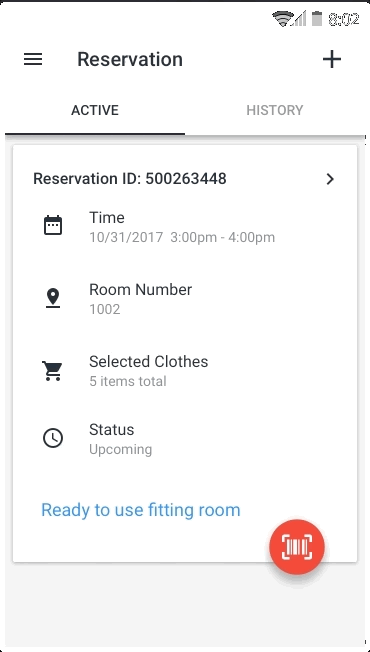 8:02
Reservation
ACTIVE HISTORY
Reservation ID: 500263448
Time
10/31/2017 3:00pm - 4:00pm
Room Number
1002
Selected Clothes
5 items total
Status
Upcoming
Ready to use fitting room